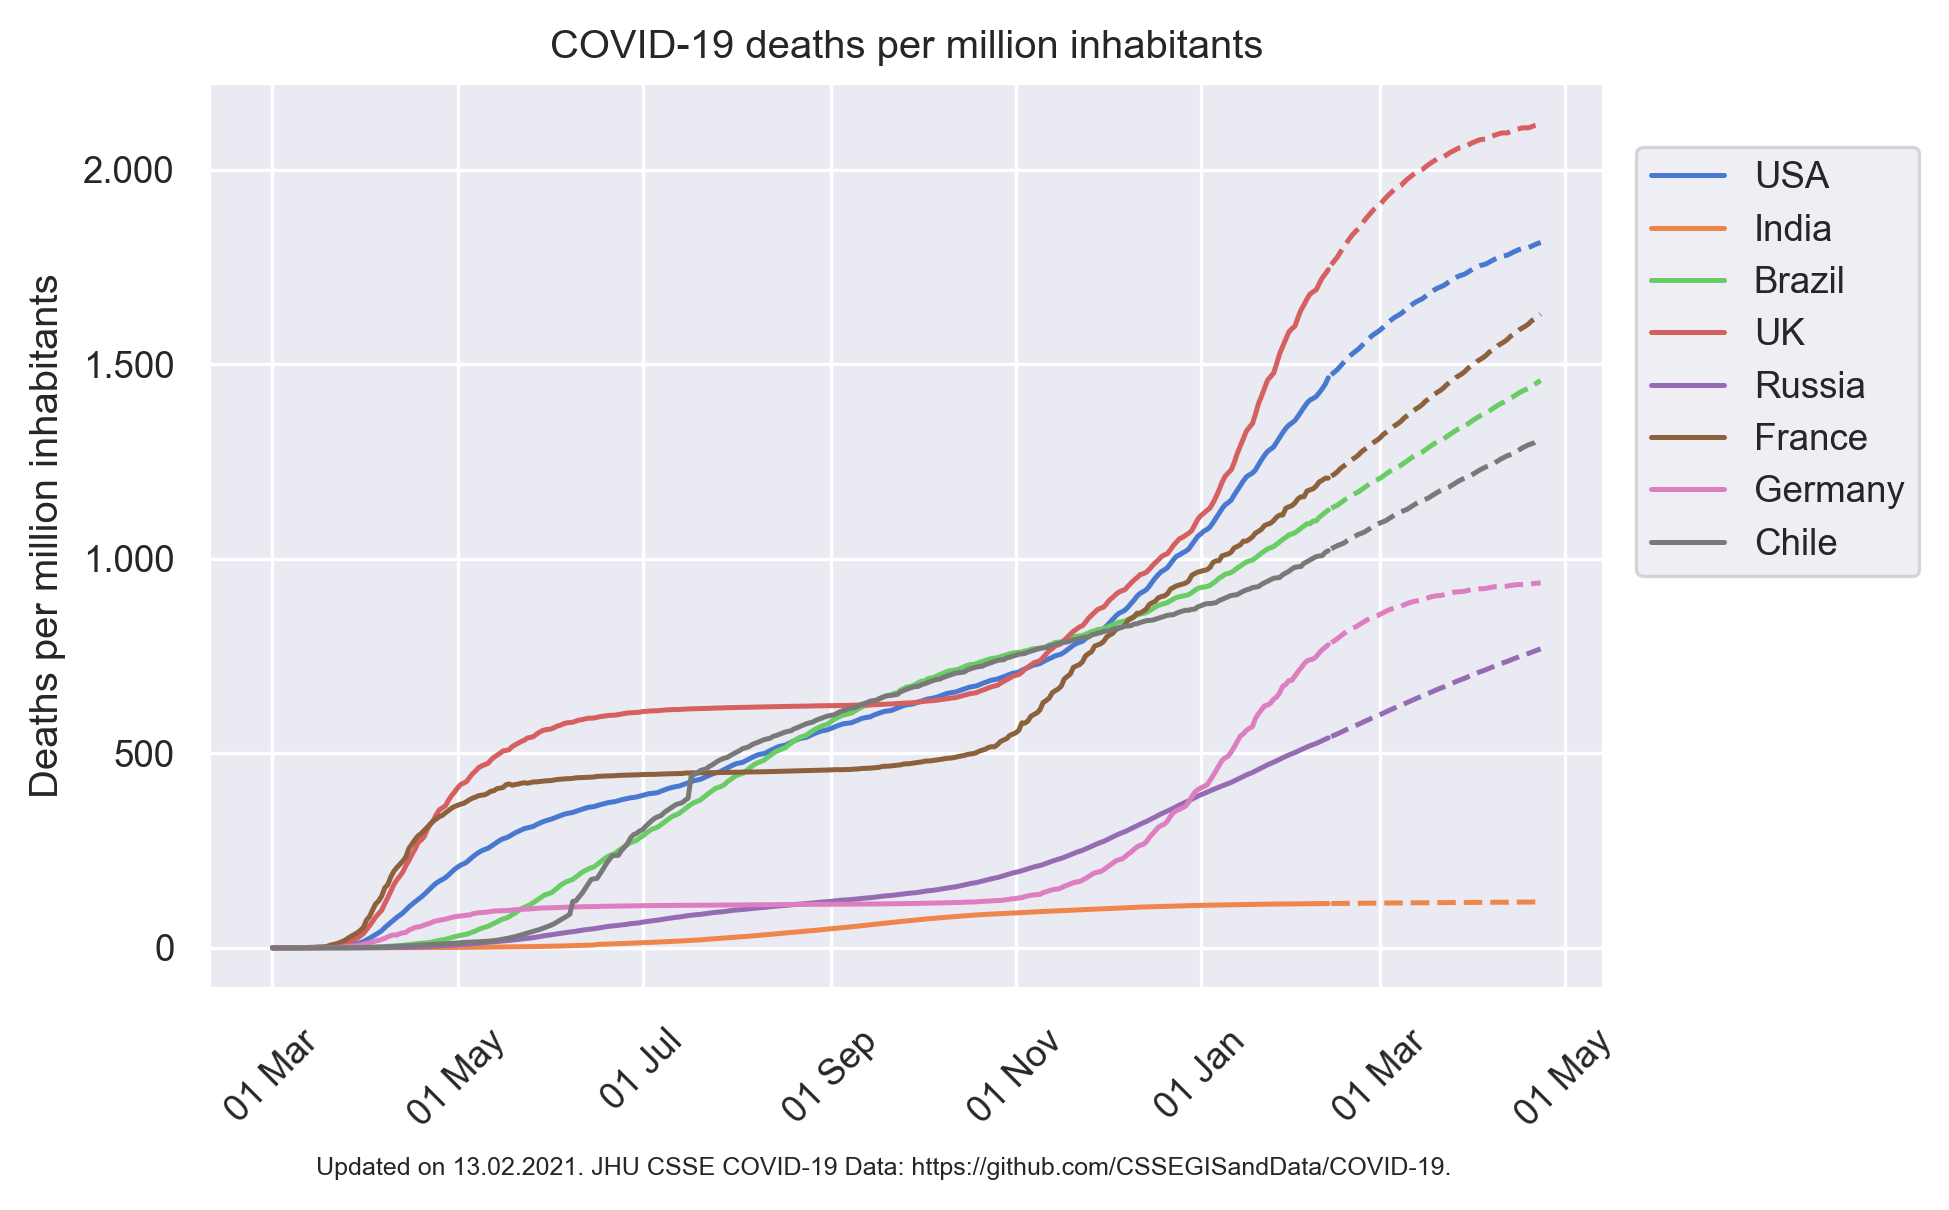 COVID-19 deaths per million inhabitants
Deaths per million inhabitants
2.000
1.500
1.000
500
0
01 Mar
01 May
01 Jul
01 Sep
01 Nov
01 Jan
01 Mar
01 May
USA
India
Brazil
UK
Russia
France
Germany
Chile
Updated on 13.02.2021. JHU CSSE COVID-19 Data: https://github.com/CSSEGISandData/COVID-19.